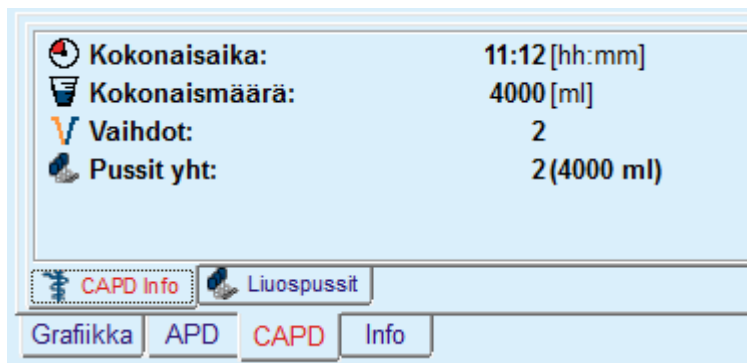 Kokonaisaika: 11:12 [hh:mm]
Kokonaismäärä: 4000 [ml]
Vaihdot: 2
Pussit yht: 2 (4000 ml)
CAPD Info Liuospussit
Grafiikka APD CAPD Info